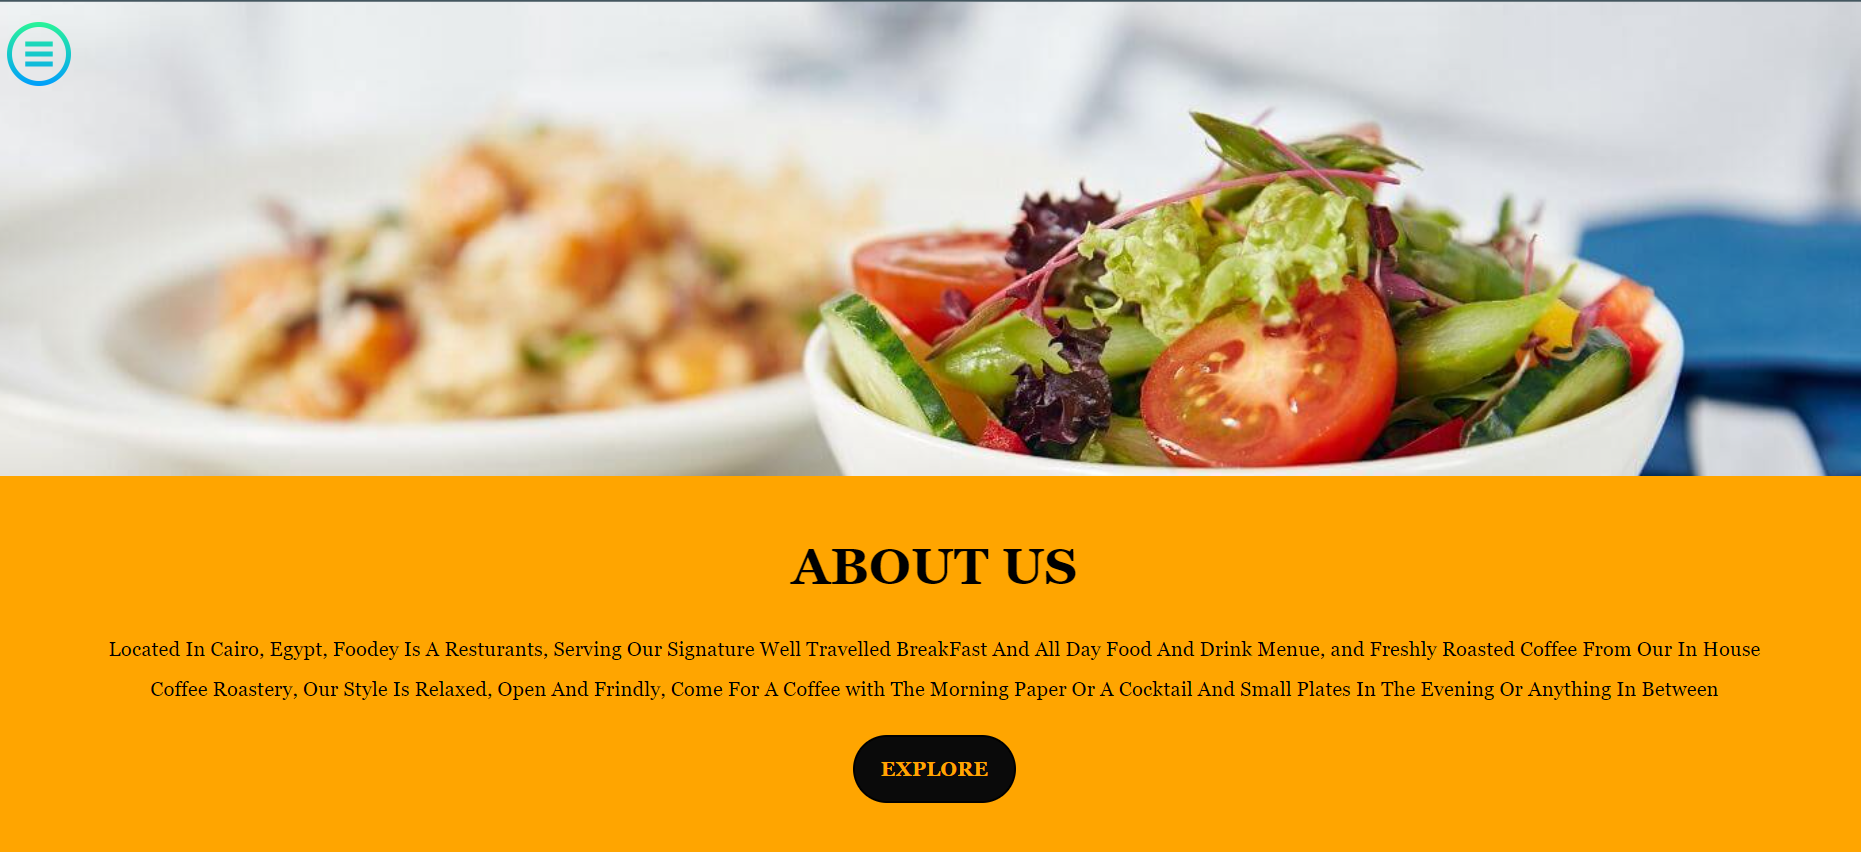 ABOUT US
Located In Cairo, Egypt, Foodey Is A Resturants, Serving Our Signature Well Travelled BreakFast And All Day Food And Drink Menue, and Freshly Roasted Coffee From Our In House
Coffee Roastery, Our Style Is Relaxed, Open And Frindly, Come For A Coffee with The Morning Paper Or A Cocktail And Small Plates In The Evening Or Anything In Between
EXPLORE